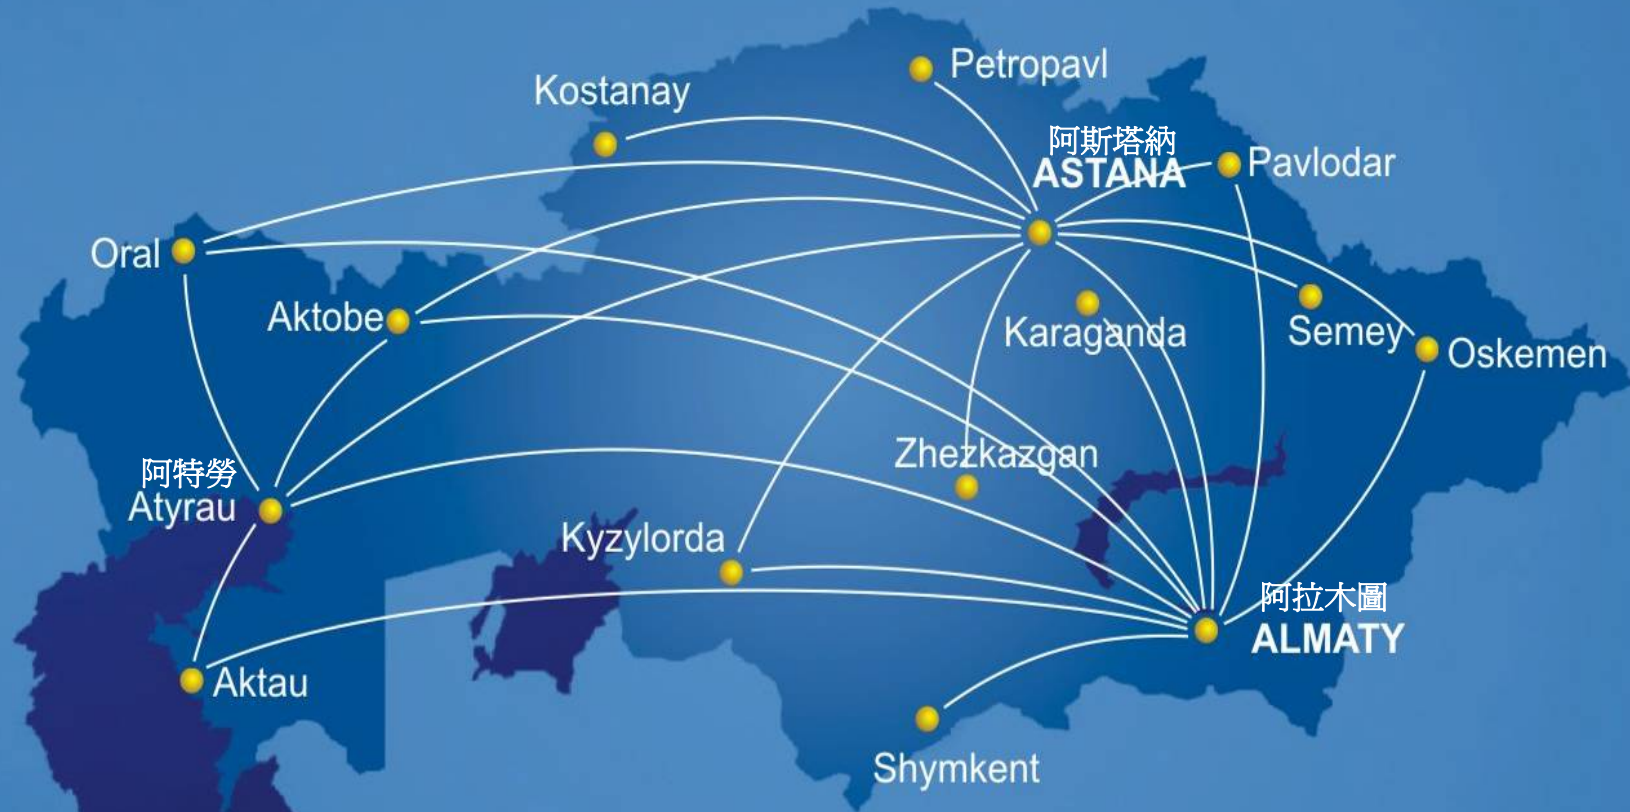 Petropavl
Kostanay
阿斯塔納
ASTANA
Pavlodar
Oral
Aktobe
Karaganda
Semey
Oskemen
Zhezkazgan
阿特勞
Atyrau
Kyzylorda
阿拉木圖
ALMATY
Aktau
Shymkent